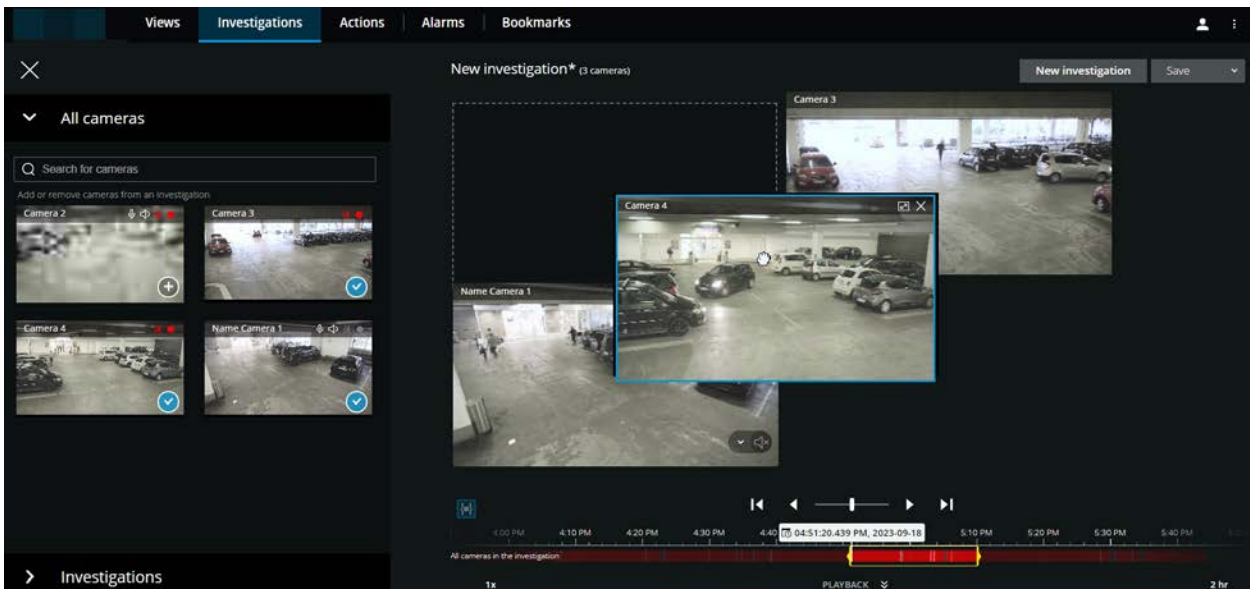 Views Investigations Actions Alarms Bookmarks
New investigation* (3 cameras)
New investigation Save
All cameras
Search for cameras
Add or remove cameras from an investigation
Camera 2
Camera 3
Camera 4
Name Camera 1
Camera 3
Camera 4
Name Camera 1
4:00 PM 4:10 PM 4:20 PM 4:30 PM 4:40 04:51:20.439 PM, 2023-09-18 5:10 PM 5:20 PM 5:30 PM 5:40 PM
All cameras in the investigation
Investigations
1x PLAYBACK 2 hr